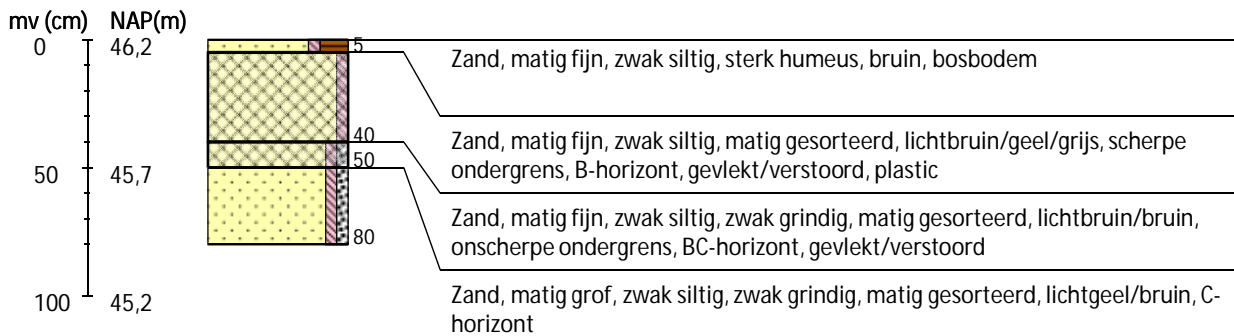 mv (cm) NAP(m)
0 46,2
5
Zand, matig fijn, zwak siltig, sterk humeus, bruin, bosbodem
40
Zand, matig fijn, zwak siltig, matig gesorteerd, lichtbruin/geel/grijs, scherpe
ondergrens, B-horizont, gevlekt/verstoord, plastic
50
50 45,7
Zand, matig fijn, zwak siltig, zwak grindig, matig gesorteerd, lichtbruin/bruin,
onscherpe ondergrens, BC-horizont, gevlekt/verstoord
80
100 45,2
Zand, matig grof, zwak siltig, zwak grindig, matig gesorteerd, lichtgeel/bruin, C-
horizont